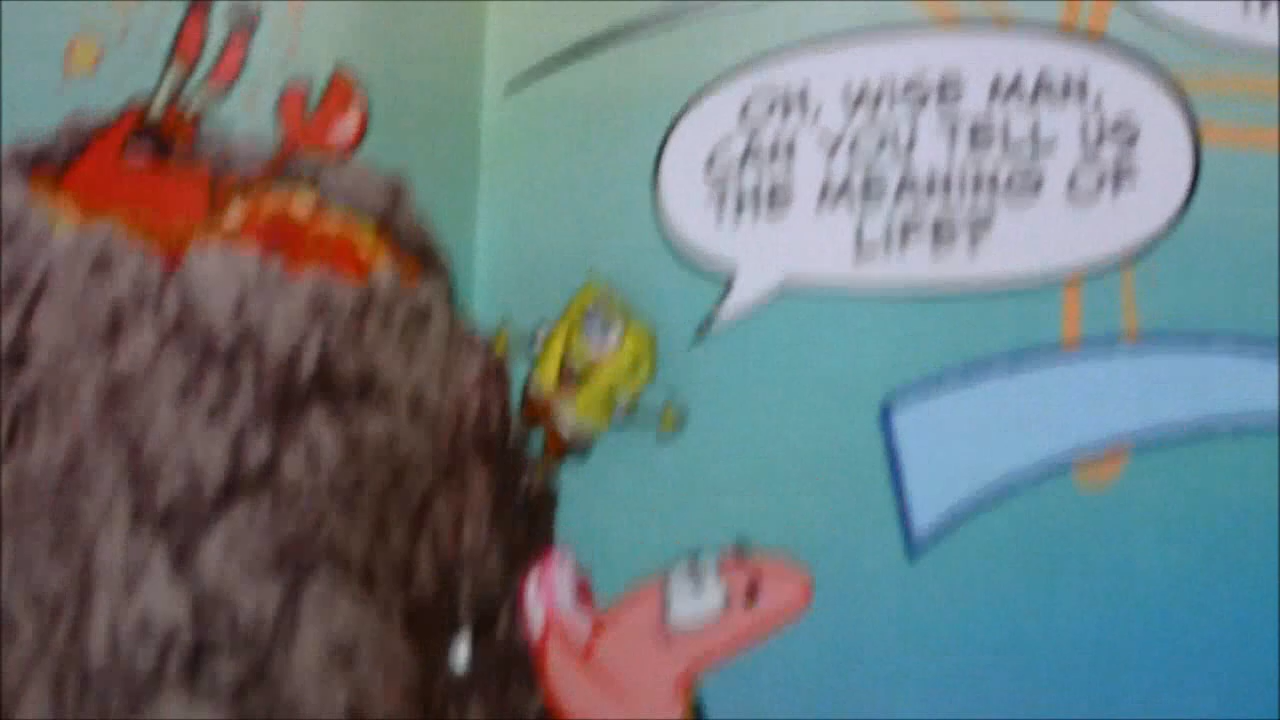 OH, WISE MAN,
CAN YOU TELL US
THE MEANING OF
LIFE?